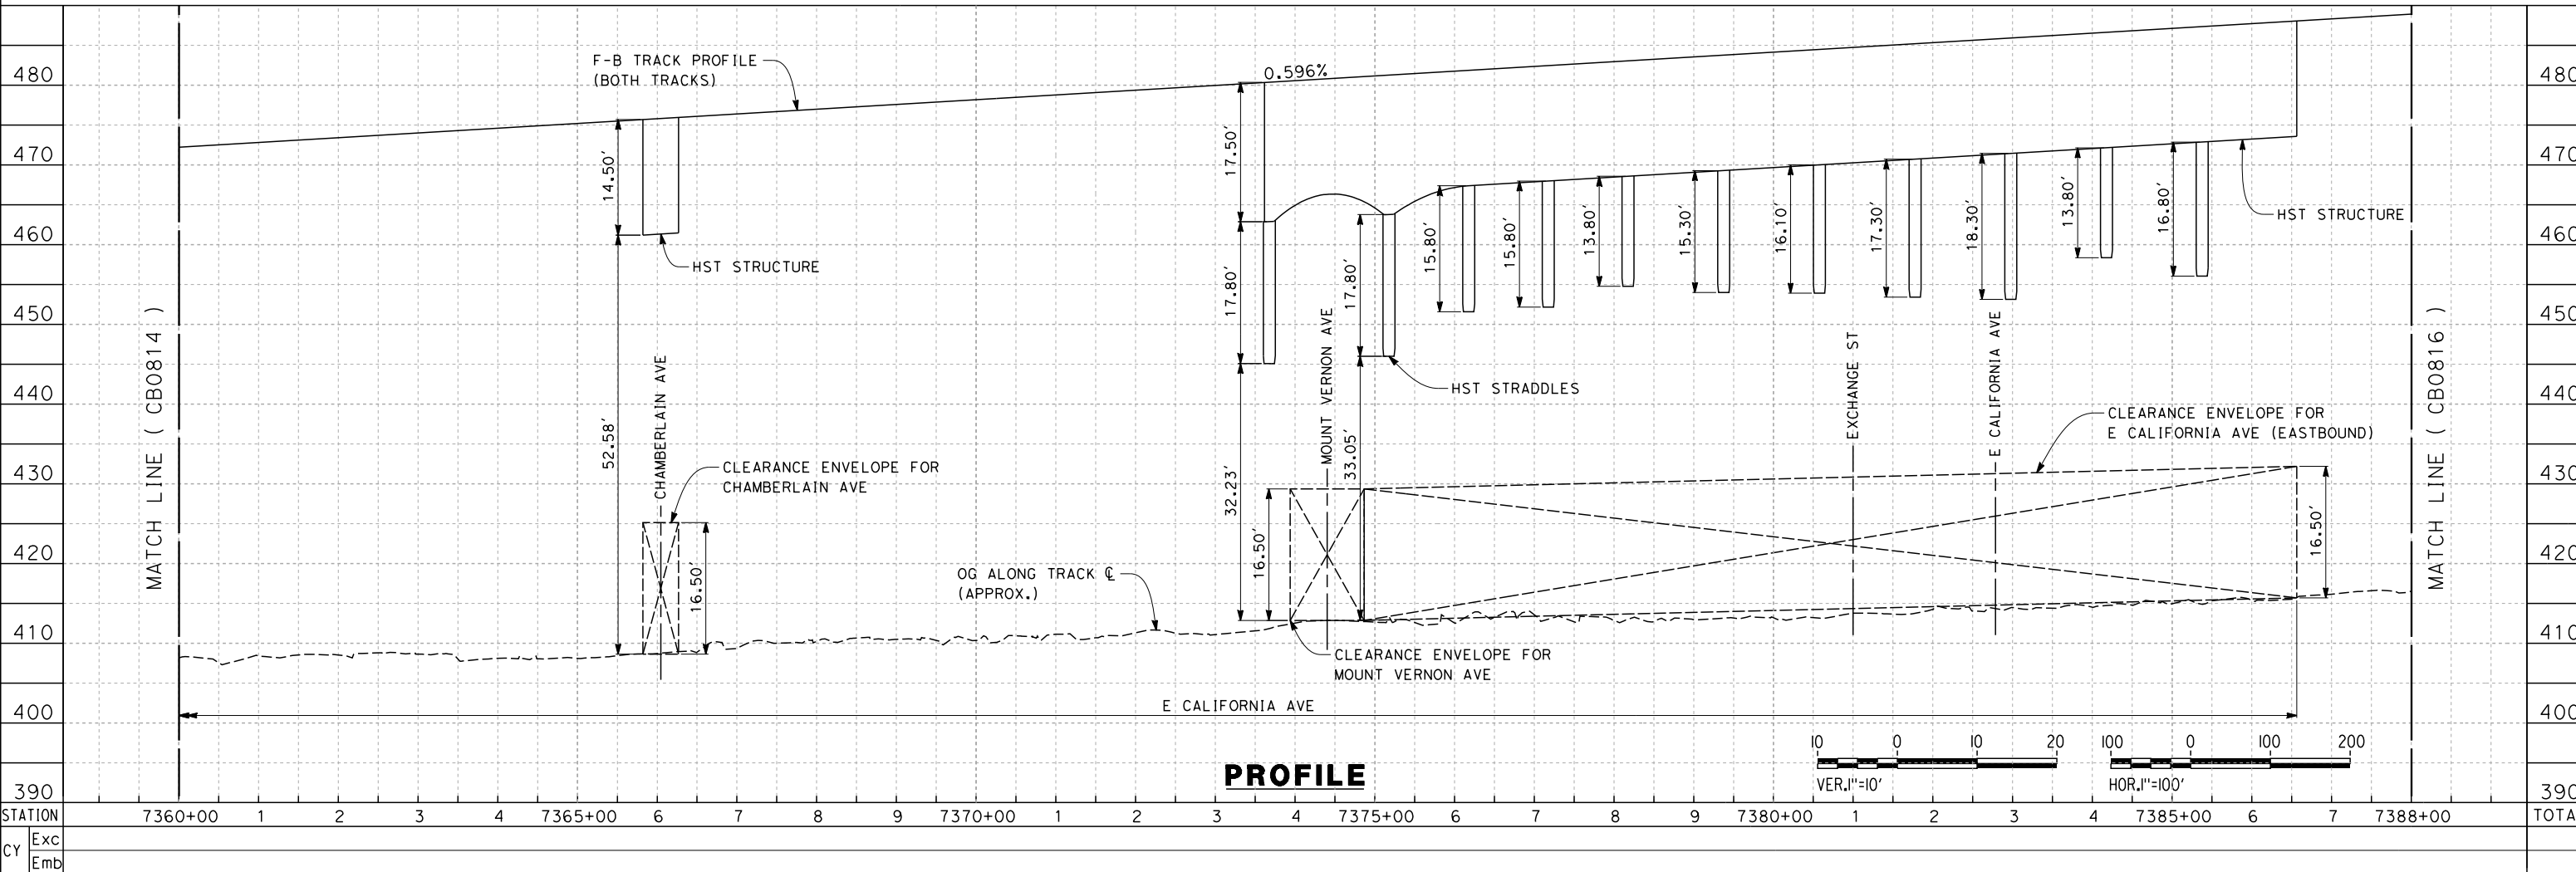 F-B TRACK PROFILE
(BOTH TRACKS)
0.596%
480
480
470
470
460
460
450
450
440
440
430
430
420
420
410
410
400
400
390
390
14.50′
17.50′
17.80′
17.80′
15.80′
15.80′
13.80′
15.30′
16.10′
17.30′
18.30′
13.80′
16.80′
HST STRUCTURE
HST STRUCTURE
MATCH LINE ( CB0814 )
MATCH LINE ( CB0816 )
52.58′
CHAMBERLAIN AVE
MOUNT VERNON AVE
EXCHANGE ST
E CALIFORNIA AVE
HST STRADDLES
CLEARANCE ENVELOPE FOR
E CALIFORNIA AVE (EASTBOUND)
CLEARANCE ENVELOPE FOR
CHAMBERLAIN AVE
32.23′
33.05′
16.50′
16.50′
16.50′
OG ALONG TRACK ℄
(APPROX.)
CLEARANCE ENVELOPE FOR
MOUNT VERNON AVE
E CALIFORNIA AVE
PROFILE
10 0 10 20
VER.1"=10'
100 0 100 200
HOR.1"=100'
STATION 7360+00 1 2 3 4 7365+00 6 7 8 9 7370+00 1 2 3 4 7375+00 6 7 8 9 7380+00 1 2 3 4 7385+00 6 7 7388+00 TOTA
CY
Exc
Emb